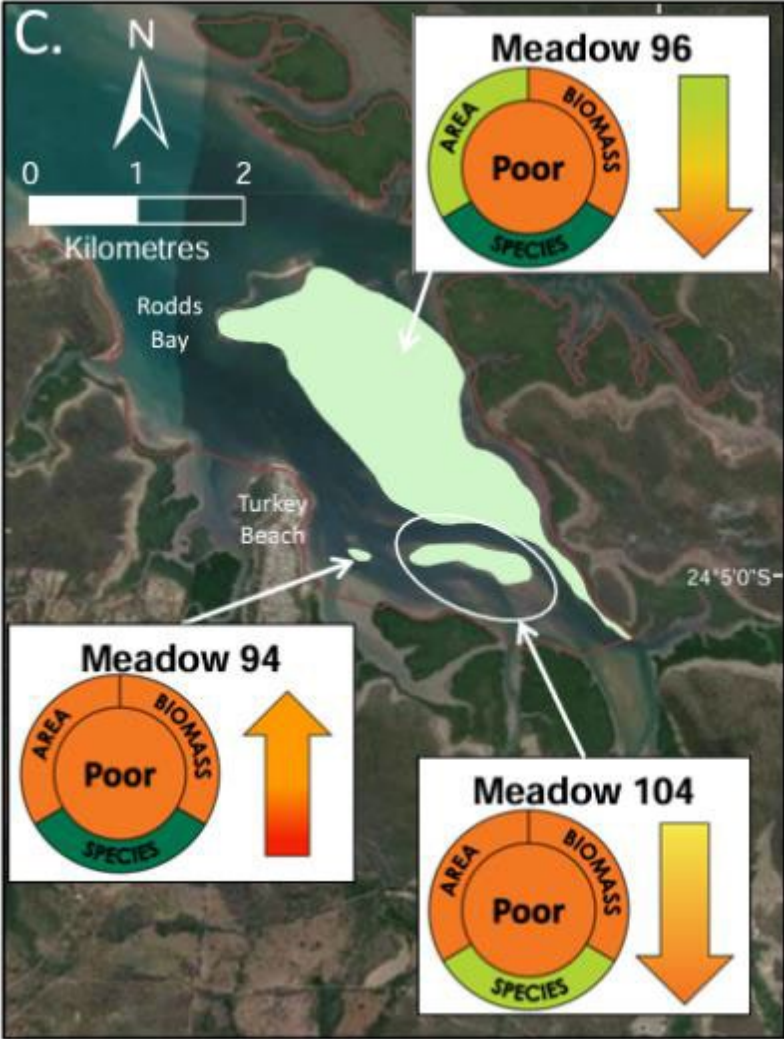 C.
N
0 1 2
Kilometres
Rodds
Bay
Turkey
Beach
24°5'0"S
Meadow 96
AREA
BIOMASS
Poor
SPECIES
Meadow 94
AREA
BIOMASS
Poor
SPECIES
Meadow 104
AREA
BIOMASS
Poor
SPECIES